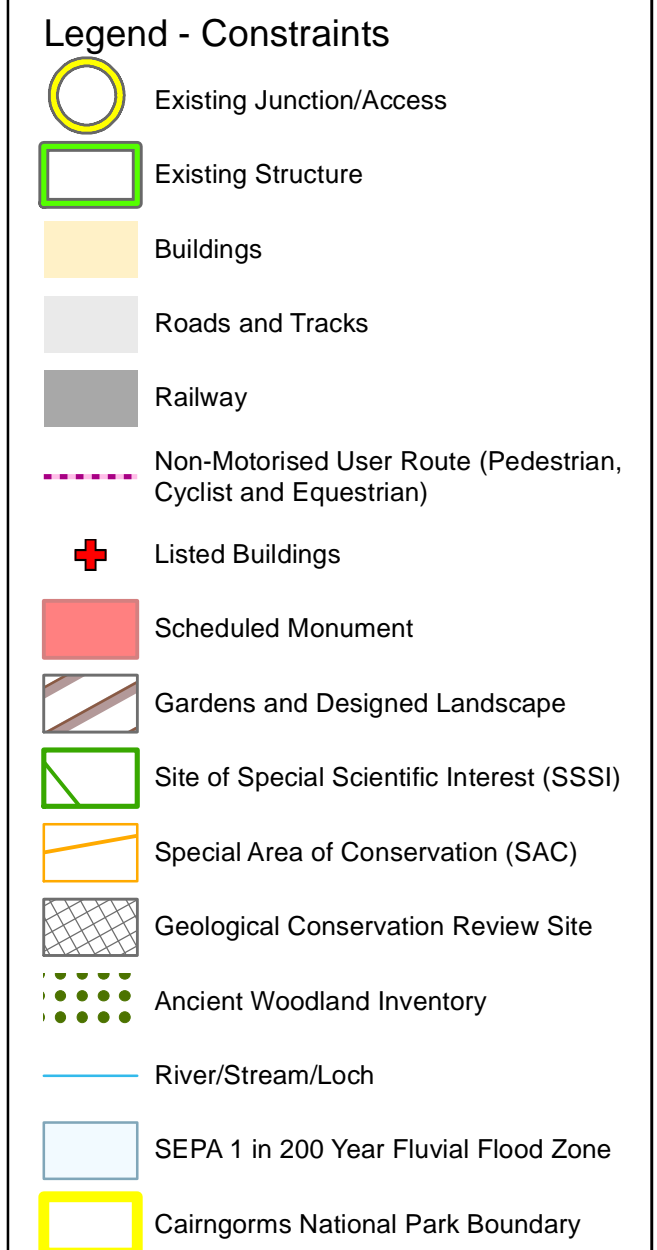 Legend - Constraints
Existing Junction/Access
Existing Structure
Buildings
Roads and Tracks
Railway
Non-Motorised User Route (Pedestrian,
Cyclist and Equestrian)
Listed Buildings
Scheduled Monument
Gardens and Designed Landscape
Site of Special Scientific Interest (SSSI)
Special Area of Conservation (SAC)
Geological Conservation Review Site
Ancient Woodland Inventory
River/Stream/Loch
SEPA 1 in 200 Year Fluvial Flood Zone
Cairngorms National Park Boundary